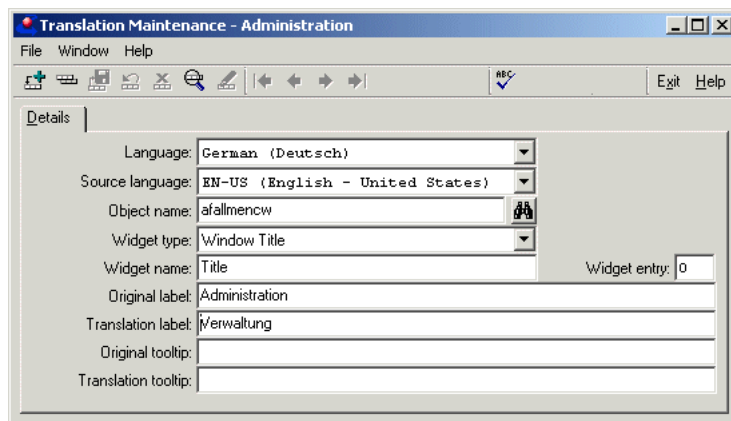 Translation Maintenance - Administration
File Window Help
ABC Exit Help
Details
Language: German (Deutsch)
Source language: EN-US (English - United States)
Object name: afallmencw
Widget type: Window Title
Widget name: Title Widget entry: 0
Original label: Administration
Translation label: Verwaltung
Original tooltip:
Translation tooltip: